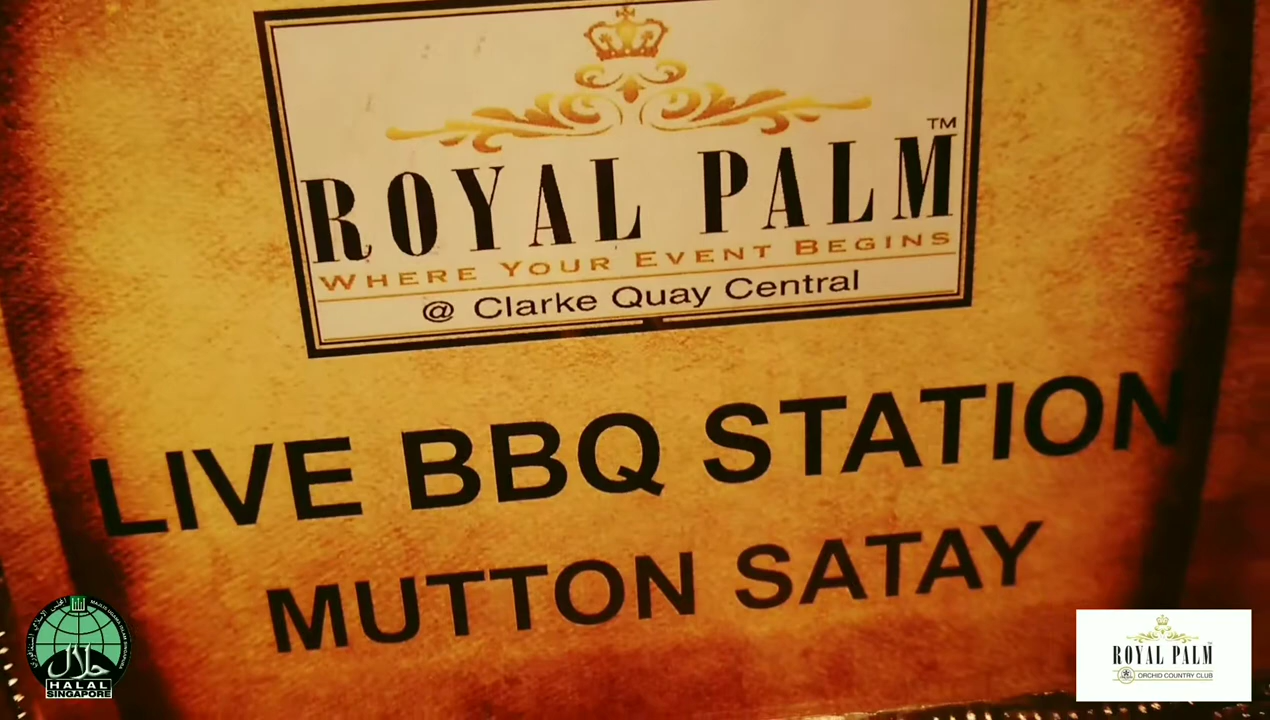 ROYAL PALM™
WHERE YOUR EVENT BEGINS
@ Clarke Quay Central
LIVE BBQ STATION
MUTTON SATAY
حلال
HALAL
SINGAPORE
ROYAL PALM
ORCHID COUNTRY CLUB